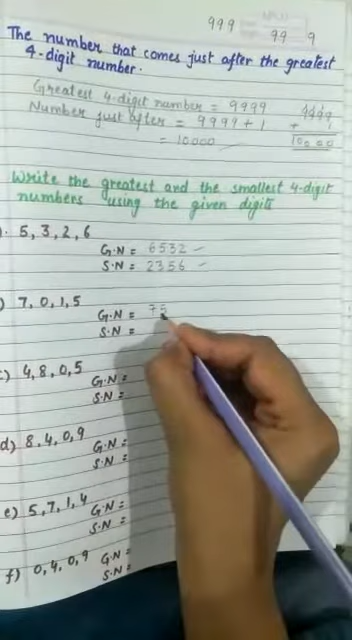 999 99 9
The number that comes just after the greatest
4-digit number.
Greatest 4-digit number = 9999
Number just after = 9999 + 1
= 10000
9999
+ 1
10000
Write the greatest and the smallest 4-digit
numbers using the given digits
). 5, 3, 2, 6
G.N = 6532
S.N = 2356
) 7, 0, 1, 5
G.N = 75
S.N =
c) 4, 8, 0, 5
G.N =
S.N =
d) 8, 4, 0, 9
G.N =
S.N =
e) 5, 7, 1, 4
G.N =
S.N =
f) 0, 4, 0, 9
G.N =
S.N =